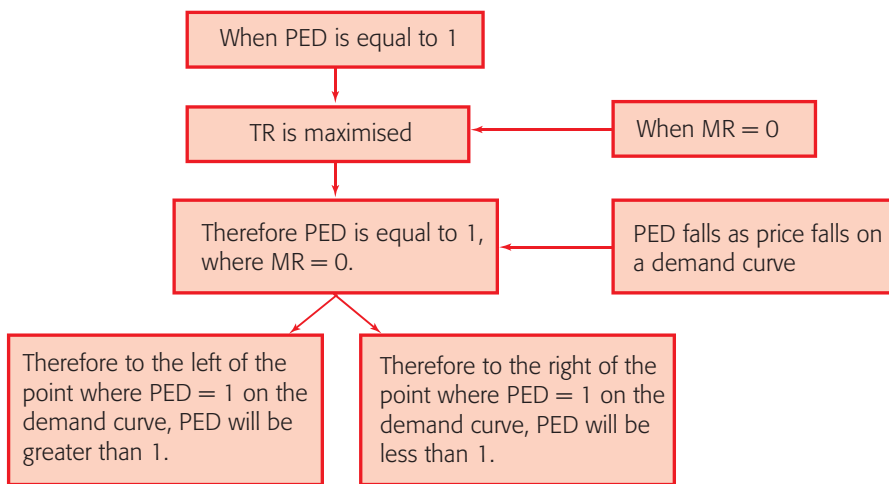 When PED is equal to 1
TR is maximised
When MR = 0
Therefore PED is equal to 1,
where MR = 0.
PED falls as price falls on
a demand curve
Therefore to the left of the
point where PED = 1 on the
demand curve, PED will be
greater than 1.
Therefore to the right of the
point where PED = 1 on the
demand curve, PED will be
less than 1.